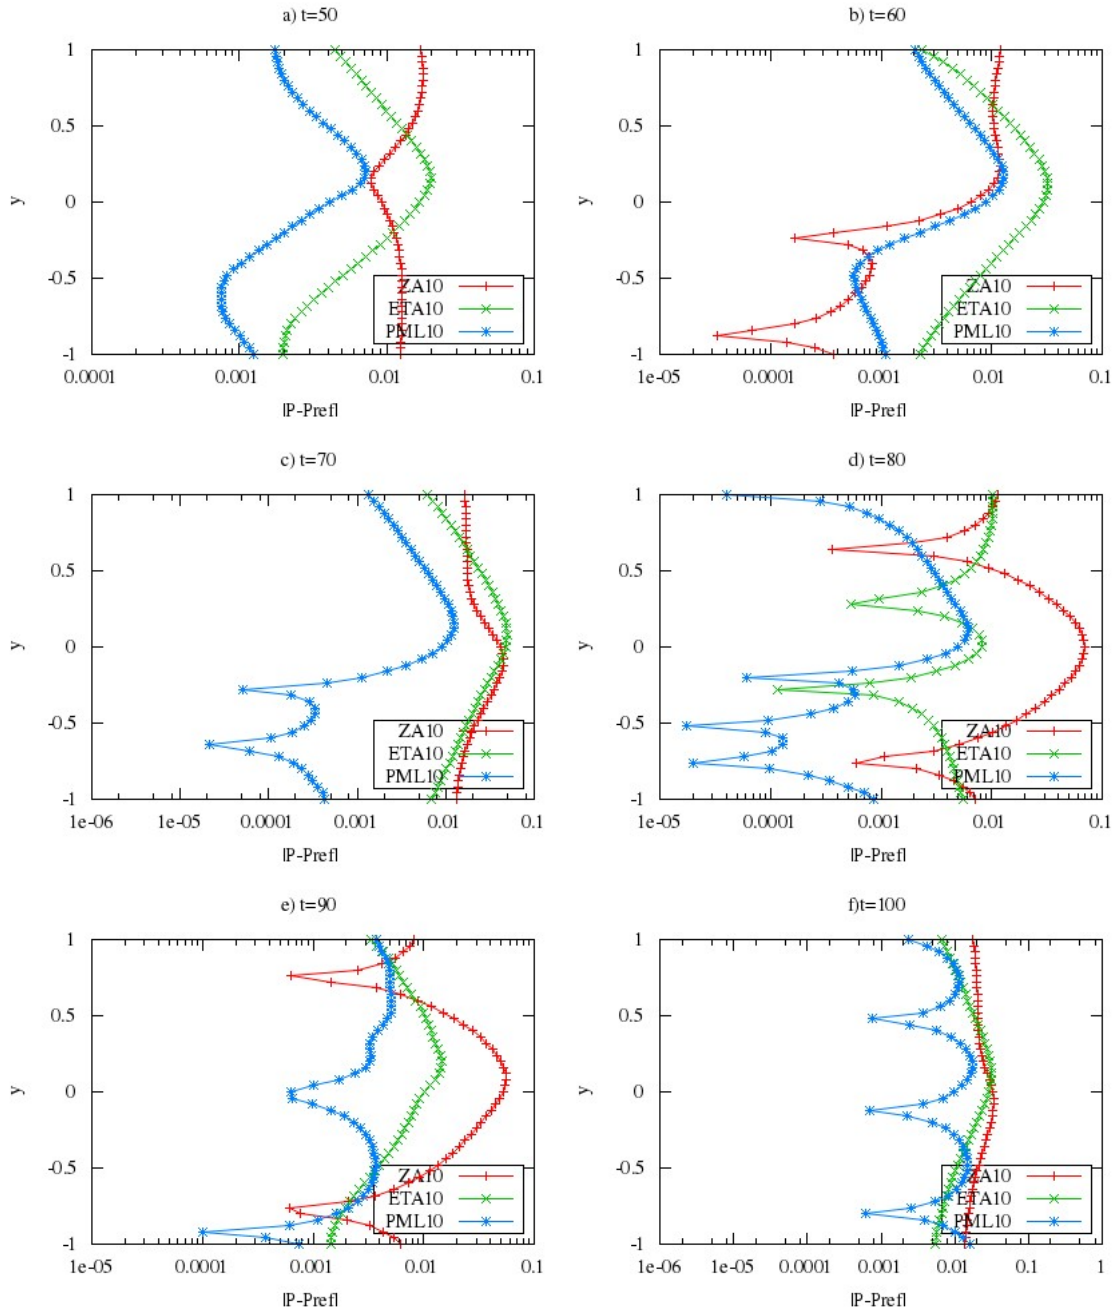 a) t=50
b) t=60
1
0.5
0
-0.5
-1
y
ZA10
ETA10
PML10
0.0001
0.001
0.01
0.1
|P-Pref|
1
0.5
0
-0.5
-1
y
ZA10
ETA10
PML10
1e-05
0.0001
0.001
0.01
0.1
|P-Pref|
c) t=70
d) t=80
1
0.5
0
-0.5
-1
y
ZA10
ETA10
PML10
1e-06
1e-05
0.0001
0.001
0.01
0.1
|P-Pref|
1
0.5
0
-0.5
-1
y
ZA10
ETA10
PML10
1e-05
0.0001
0.001
0.01
0.1
|P-Pref|
e) t=90
f)t=100
1
0.5
0
-0.5
-1
y
ZA10
ETA10
PML10
1e-05
0.0001
0.001
0.01
0.1
|P-Pref|
1
0.5
0
-0.5
-1
y
ZA10
ETA10
PML10
1e-06
1e-05
0.0001
0.001
0.01
0.1
1
|P-Pref|